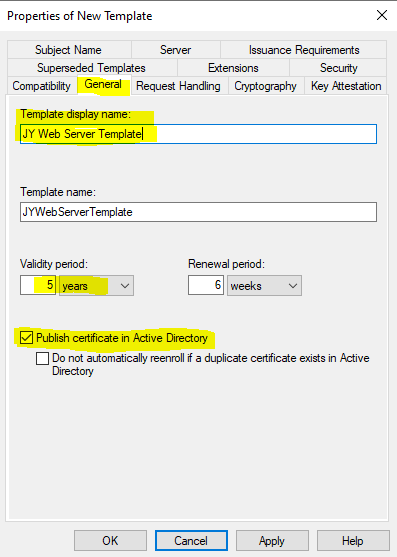 Properties of New Template
Subject Name Server Issuance Requirements
Superseded Templates Extensions Security
Compatibility General Request Handling Cryptography Key Attestation
Template display name:
JY Web Server Template
Template name:
JYWebServerTemplate
Validity period: Renewal period:
5 years 6 weeks
Publish certificate in Active Directory
Do not automatically reenroll if a duplicate certificate exists in Active
Directory
OK Cancel Apply Help